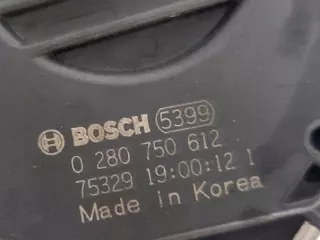 BOSCH 5399
0 280 750 612
75329 19:00:12 1
Made in Korea